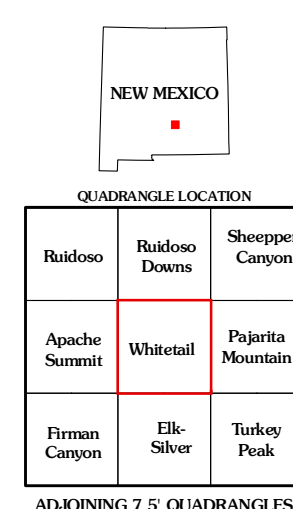 NEW MEXICO
QUADRANGLE LOCATION
Ruidoso
Ruidoso
Downs
Sheeppe
Canyon
Apache
Summit
Whitetail
Pajarita
Mountain
Firman
Canyon
Elk-
Silver
Turkey
Peak
ADJOINING 7.5' QUADRANGLES